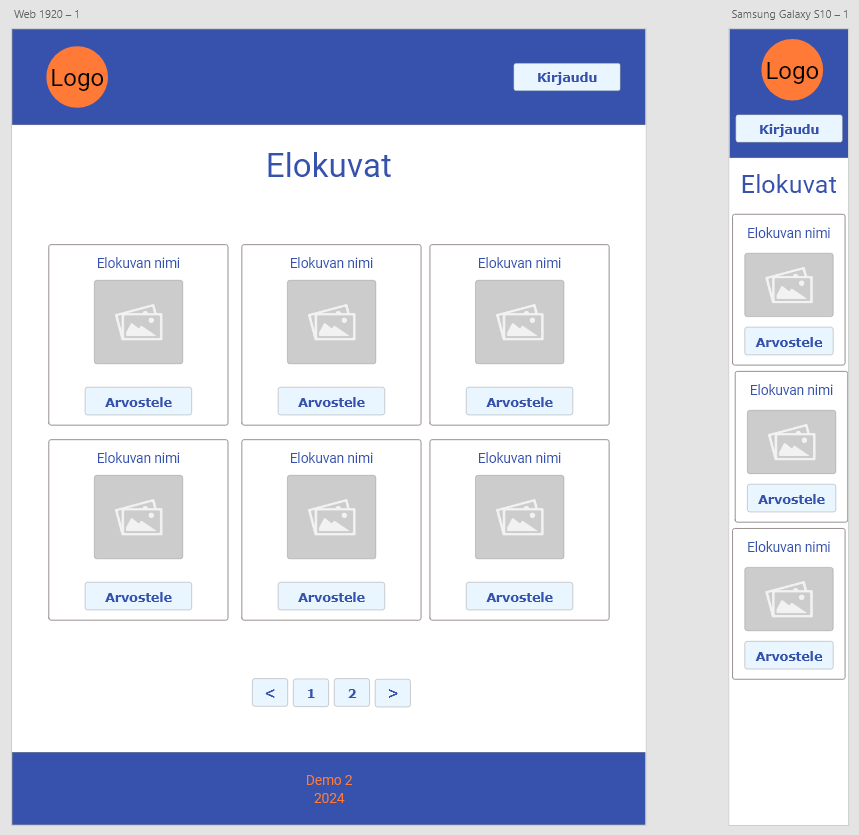 Web 1920 – 1
Logo
Kirjaudu
Elokuvat
Elokuvan nimi
Elokuvan nimi
Elokuvan nimi
Arvostele
Arvostele
Arvostele
Elokuvan nimi
Elokuvan nimi
Elokuvan nimi
Arvostele
Arvostele
Arvostele
< 1 2 >
Demo 2
2024
Samsung Galaxy S10 – 1
Logo
Kirjaudu
Elokuvat
Elokuvan nimi
Arvostele
Elokuvan nimi
Arvostele
Elokuvan nimi
Arvostele